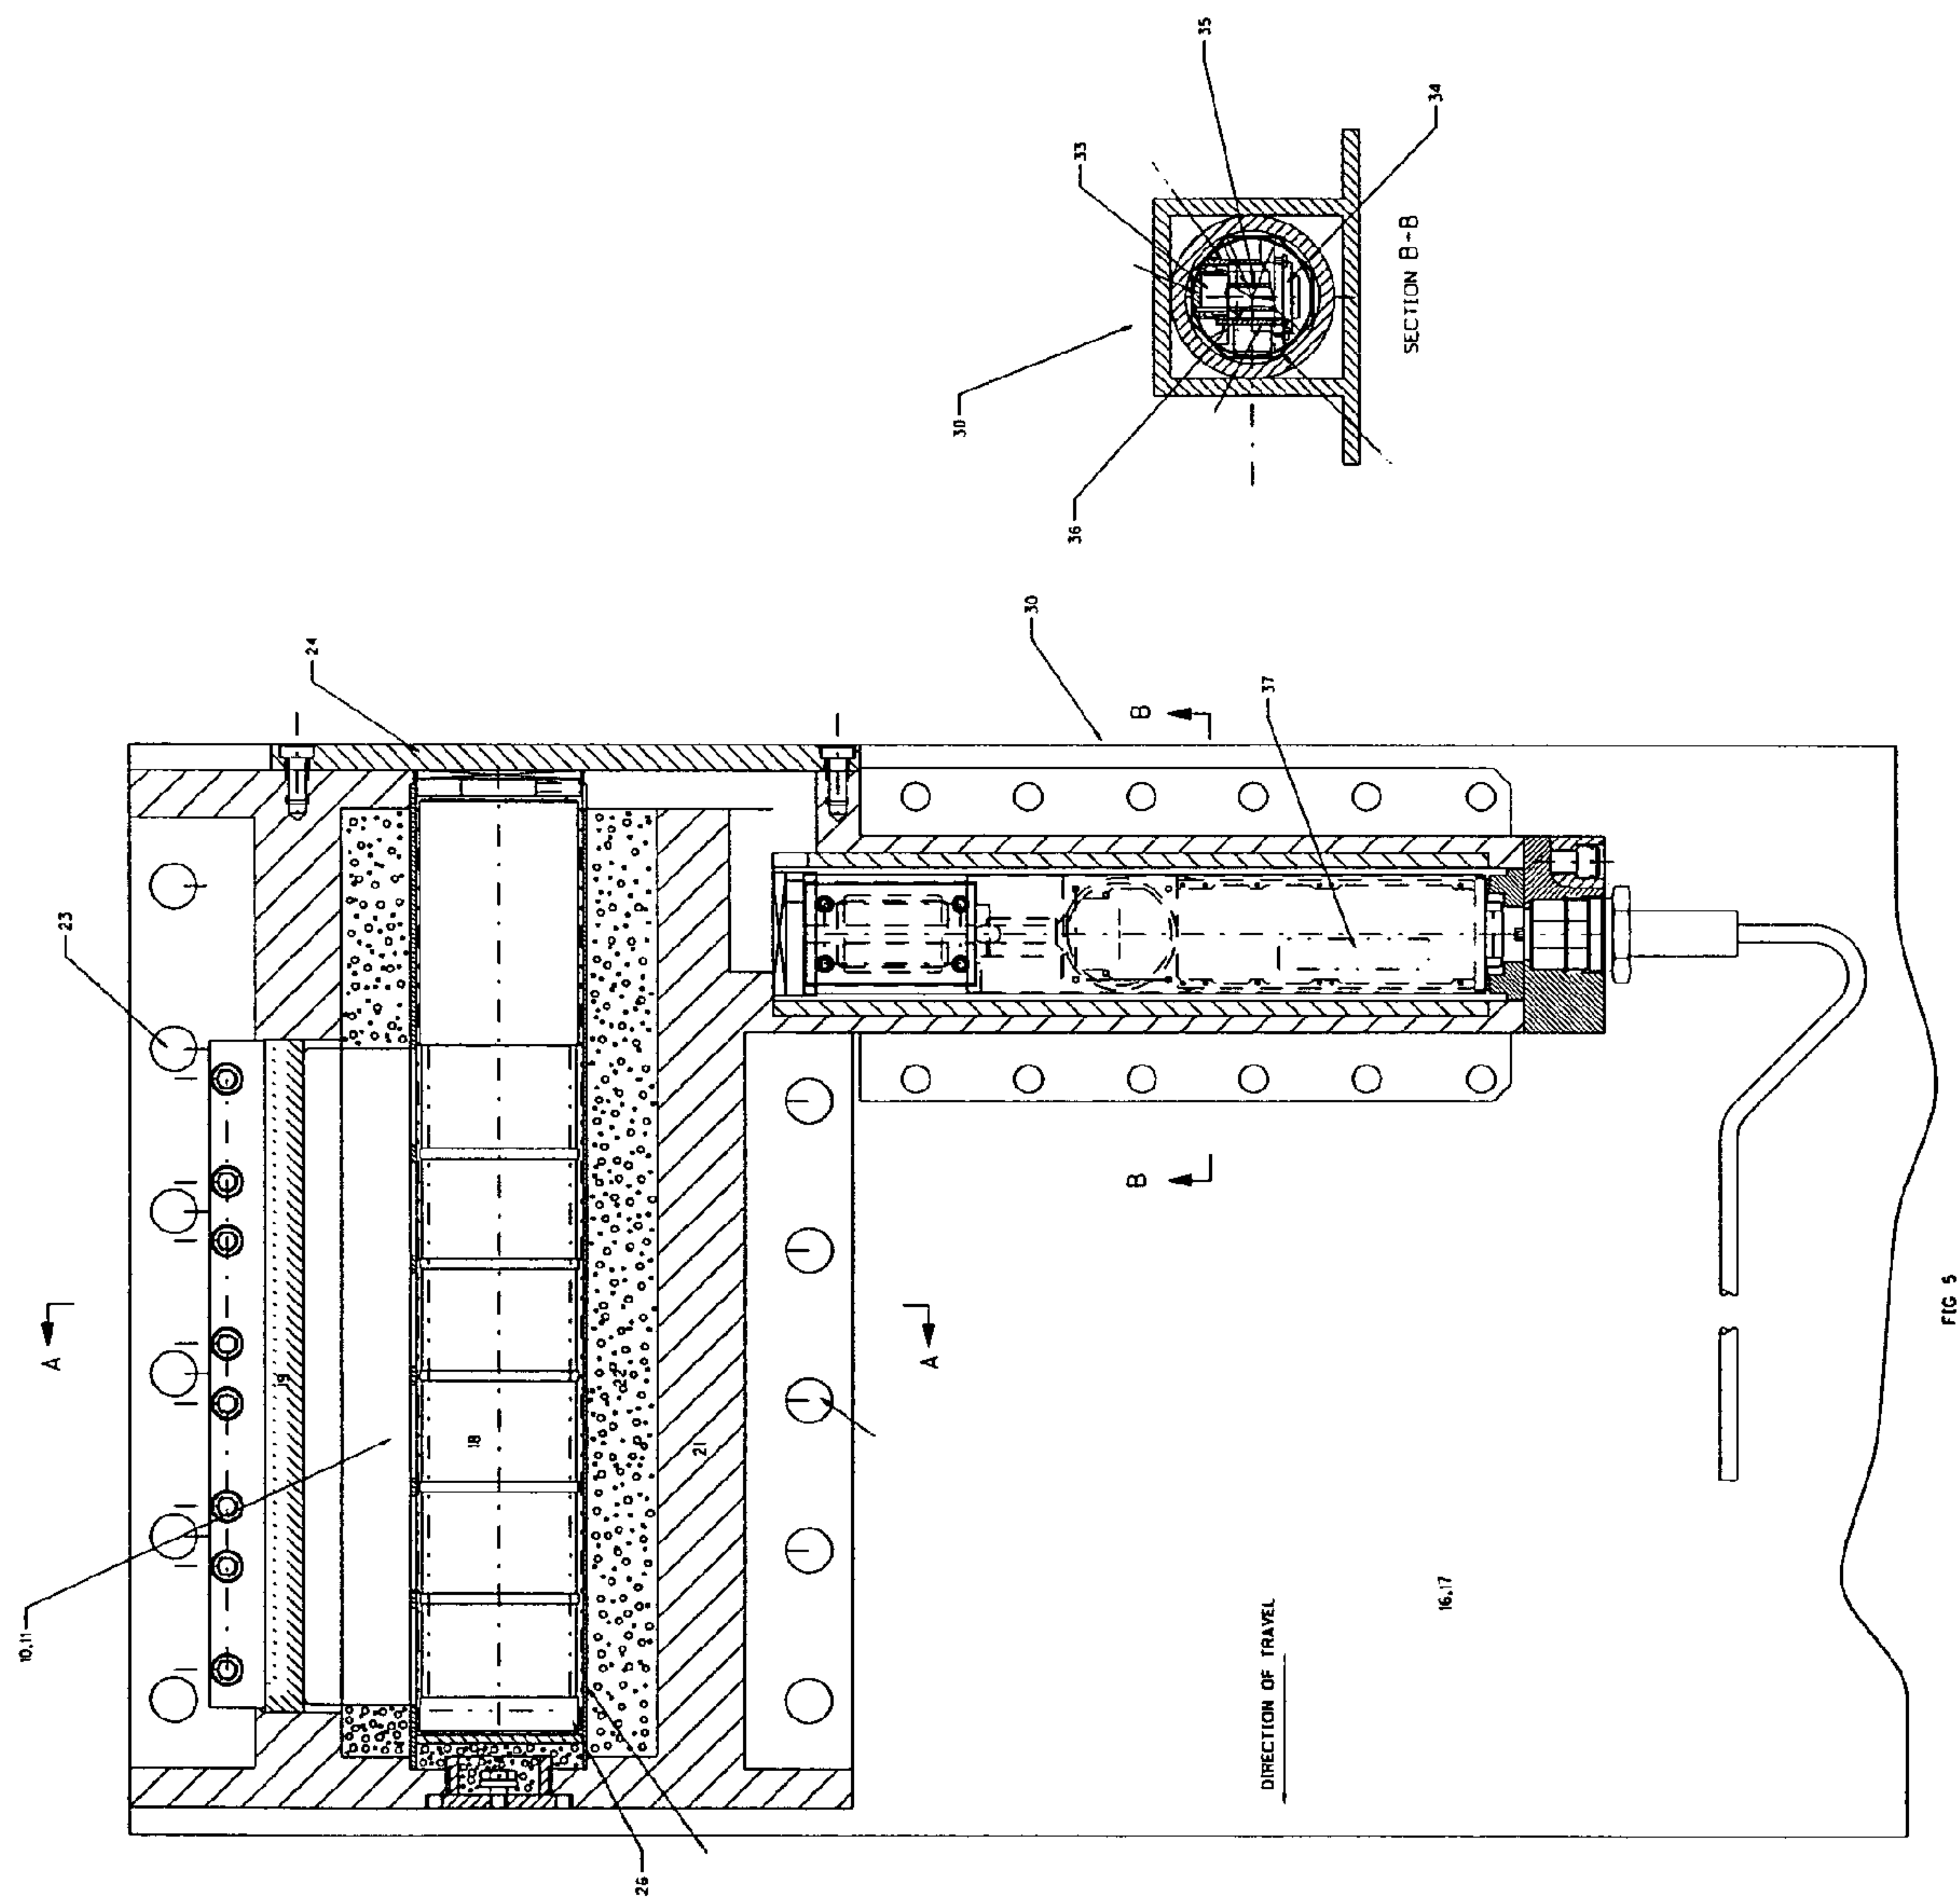 10,11
A
23
24
30
36
33
35
34
SECTION B-B
30
B
37
19
18
22
21
B
A
26
DIRECTION OF TRAVEL
16,17
FIG 5